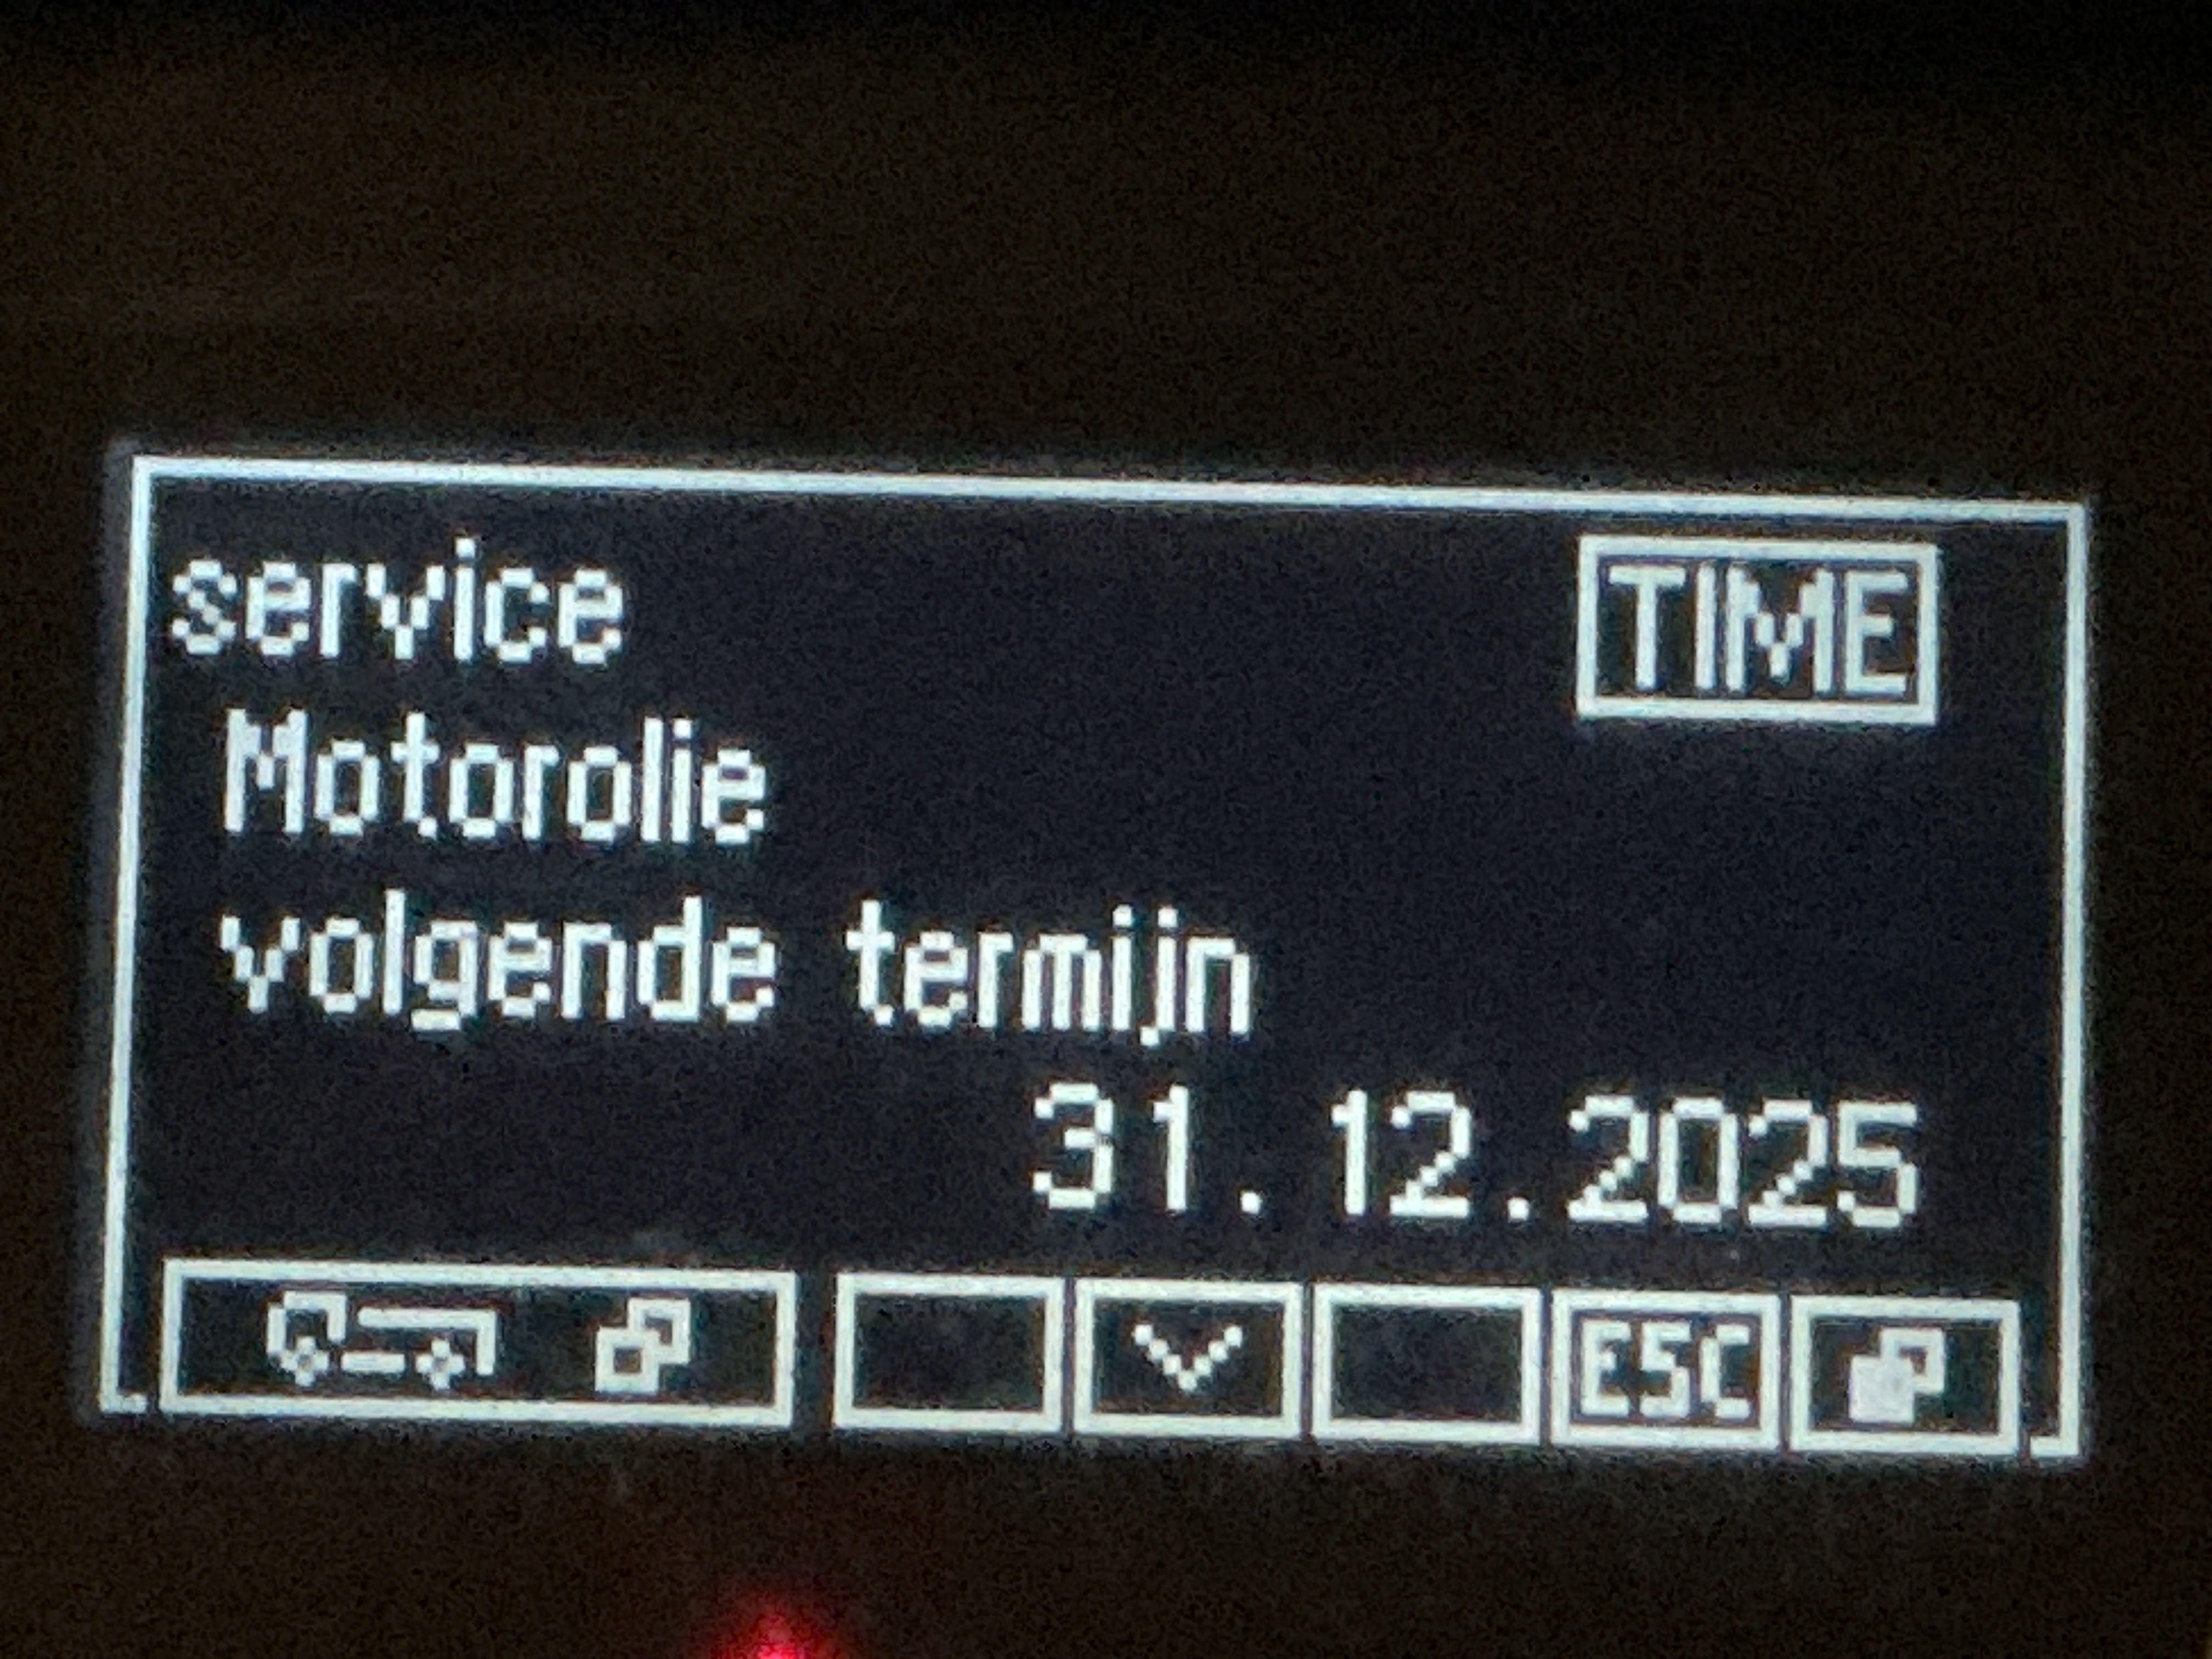 service TIME
Motorolie
volgende termijn
31.12.2025
ESC